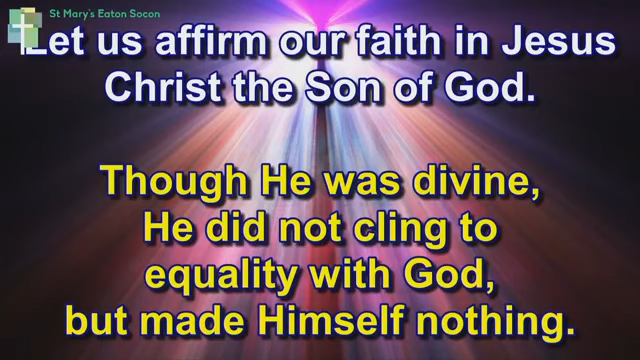 St Mary's Eaton Socon
Let us affirm our faith in Jesus
Christ the Son of God.
Though He was divine,
He did not cling to
equality with God,
but made Himself nothing.